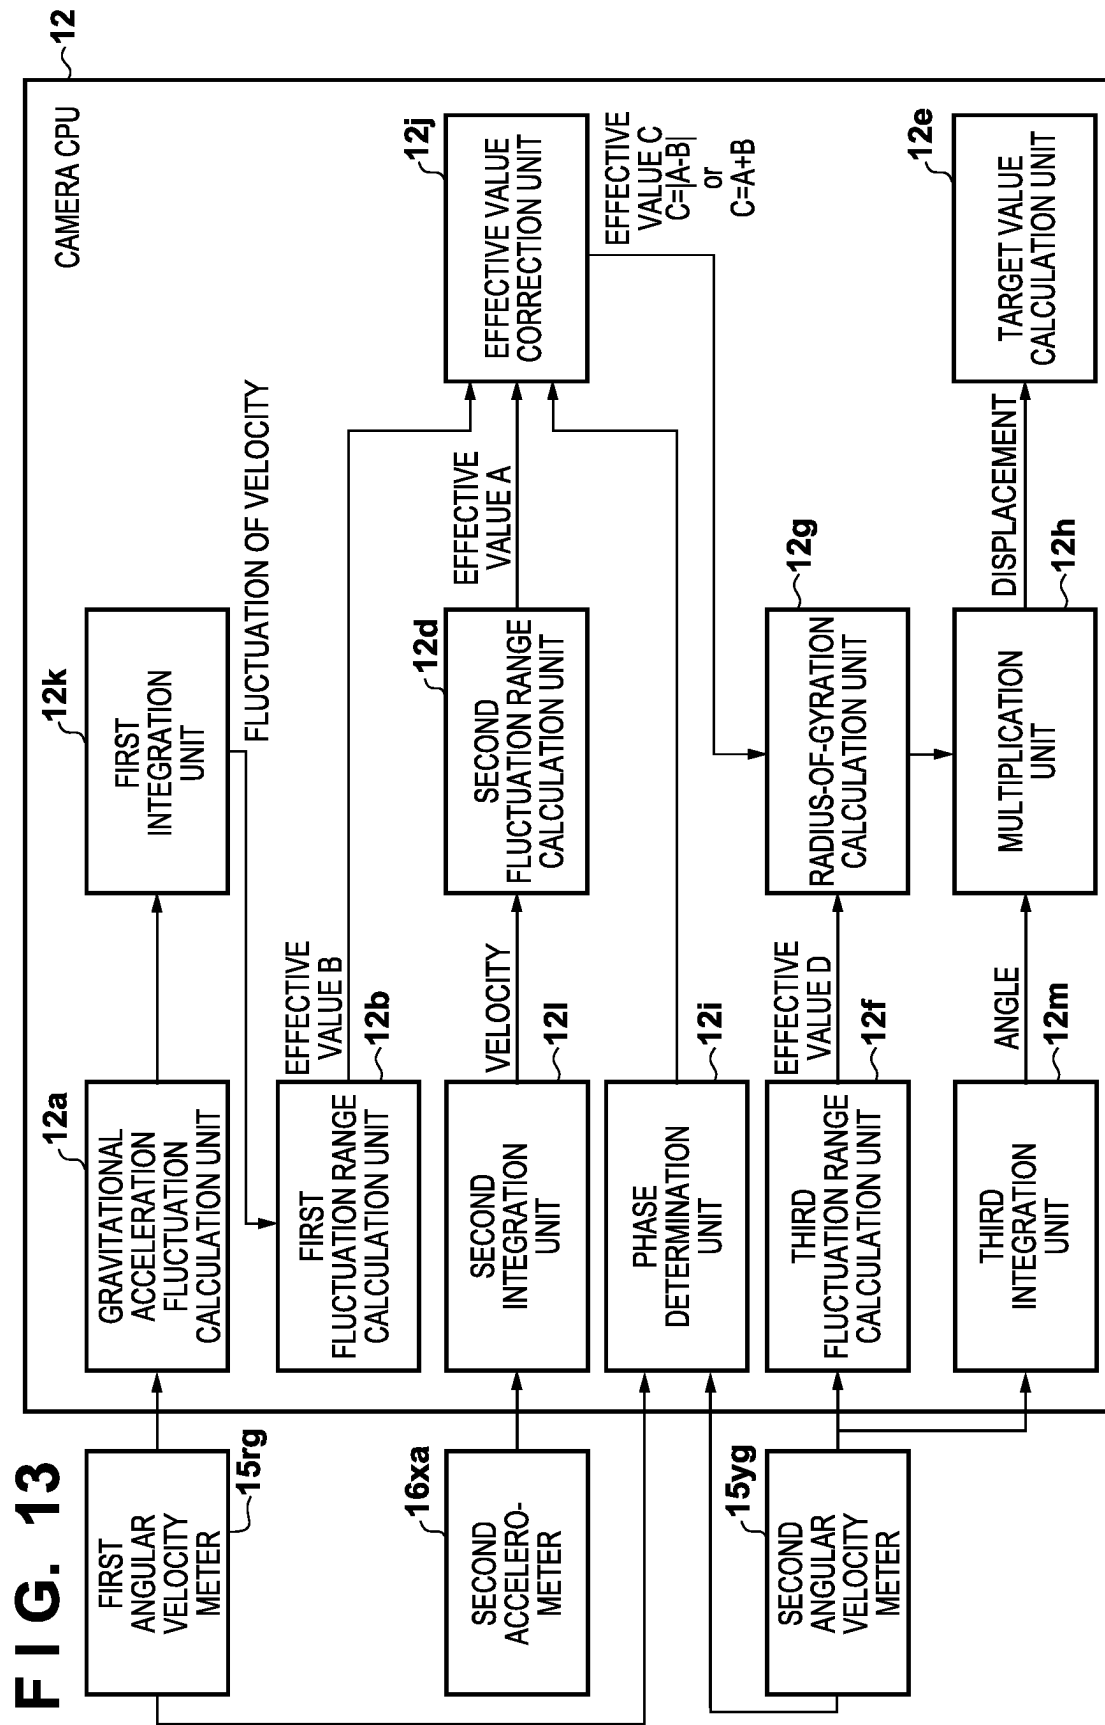 FIG. 13
12
CAMERA CPU
FIRST
ANGULAR
VELOCITY
METER
15rg
12a
GRAVITATIONAL
ACCELERATION
FLUCTUATION
CALCULATION UNIT
12k
FIRST
INTEGRATION
UNIT
FLUCTUATION OF VELOCITY
FIRST
FLUCTUATION RANGE
CALCULATION UNIT
12b
EFFECTIVE
VALUE B
16xa
SECOND
ACCELERO-
METER
SECOND
INTEGRATION
UNIT
12l
VELOCITY
12d
SECOND
FLUCTUATION RANGE
CALCULATION UNIT
EFFECTIVE
VALUE A
12j
EFFECTIVE VALUE
CORRECTION UNIT
EFFECTIVE
VALUE C
C=|A-B|
or
C=A+B
PHASE
DETERMINATION
UNIT
12i
15yg
SECOND
ANGULAR
VELOCITY
METER
THIRD
FLUCTUATION RANGE
CALCULATION UNIT
12f
EFFECTIVE
VALUE D
RADIUS-OF-GYRATION
CALCULATION UNIT
12g
THIRD
INTEGRATION
UNIT
12m
ANGLE
MULTIPLICATION
UNIT
12h
DISPLACEMENT
12e
TARGET VALUE
CALCULATION UNIT